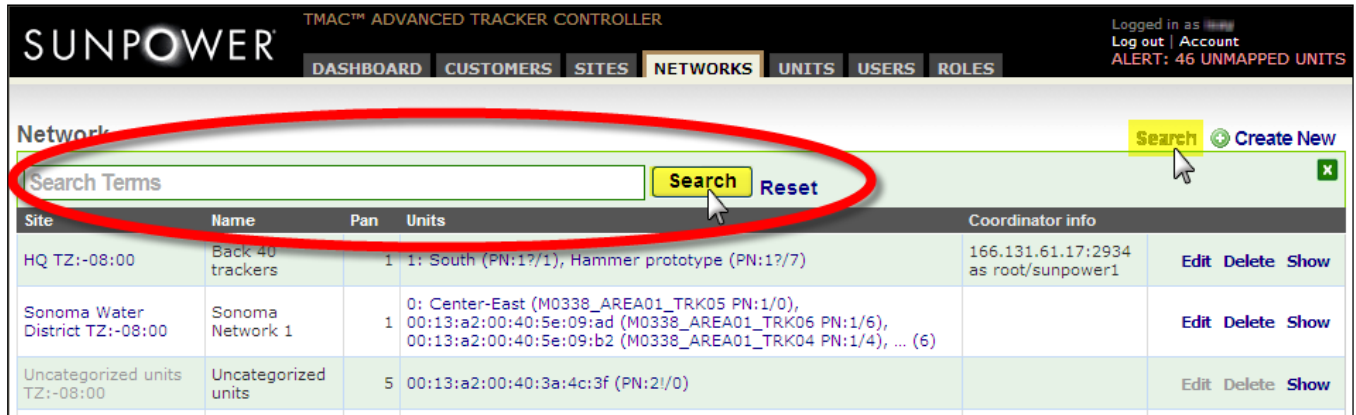 TMAC™ ADVANCED TRACKER CONTROLLER
SUNPOWER
Logged in as
Log out | Account
ALERT: 46 UNMAPPED UNITS
DASHBOARD CUSTOMERS SITES NETWORKS UNITS USERS ROLES
Network
Search Create New
Search Terms Search Reset x
Site Name Pan Units Coordinator info
HQ TZ:-08:00 Back 40 trackers 1 1: South (PN:1?/1), Hammer prototype (PN:1?/7) 166.131.61.17:2934 as root/sunpower1 Edit Delete Show
Sonoma Water District TZ:-08:00 Sonoma Network 1 1 0: Center-East (M0338_AREA01_TRK05 PN:1/0),
00:13:a2:00:40:5e:09:ad (M0338_AREA01_TRK06 PN:1/6),
00:13:a2:00:40:5e:09:b2 (M0338_AREA01_TRK04 PN:1/4), ... (6) Edit Delete Show
Uncategorized units TZ:-08:00 Uncategorized units 5 00:13:a2:00:40:3a:4c:3f (PN:2!/0) Edit Delete Show